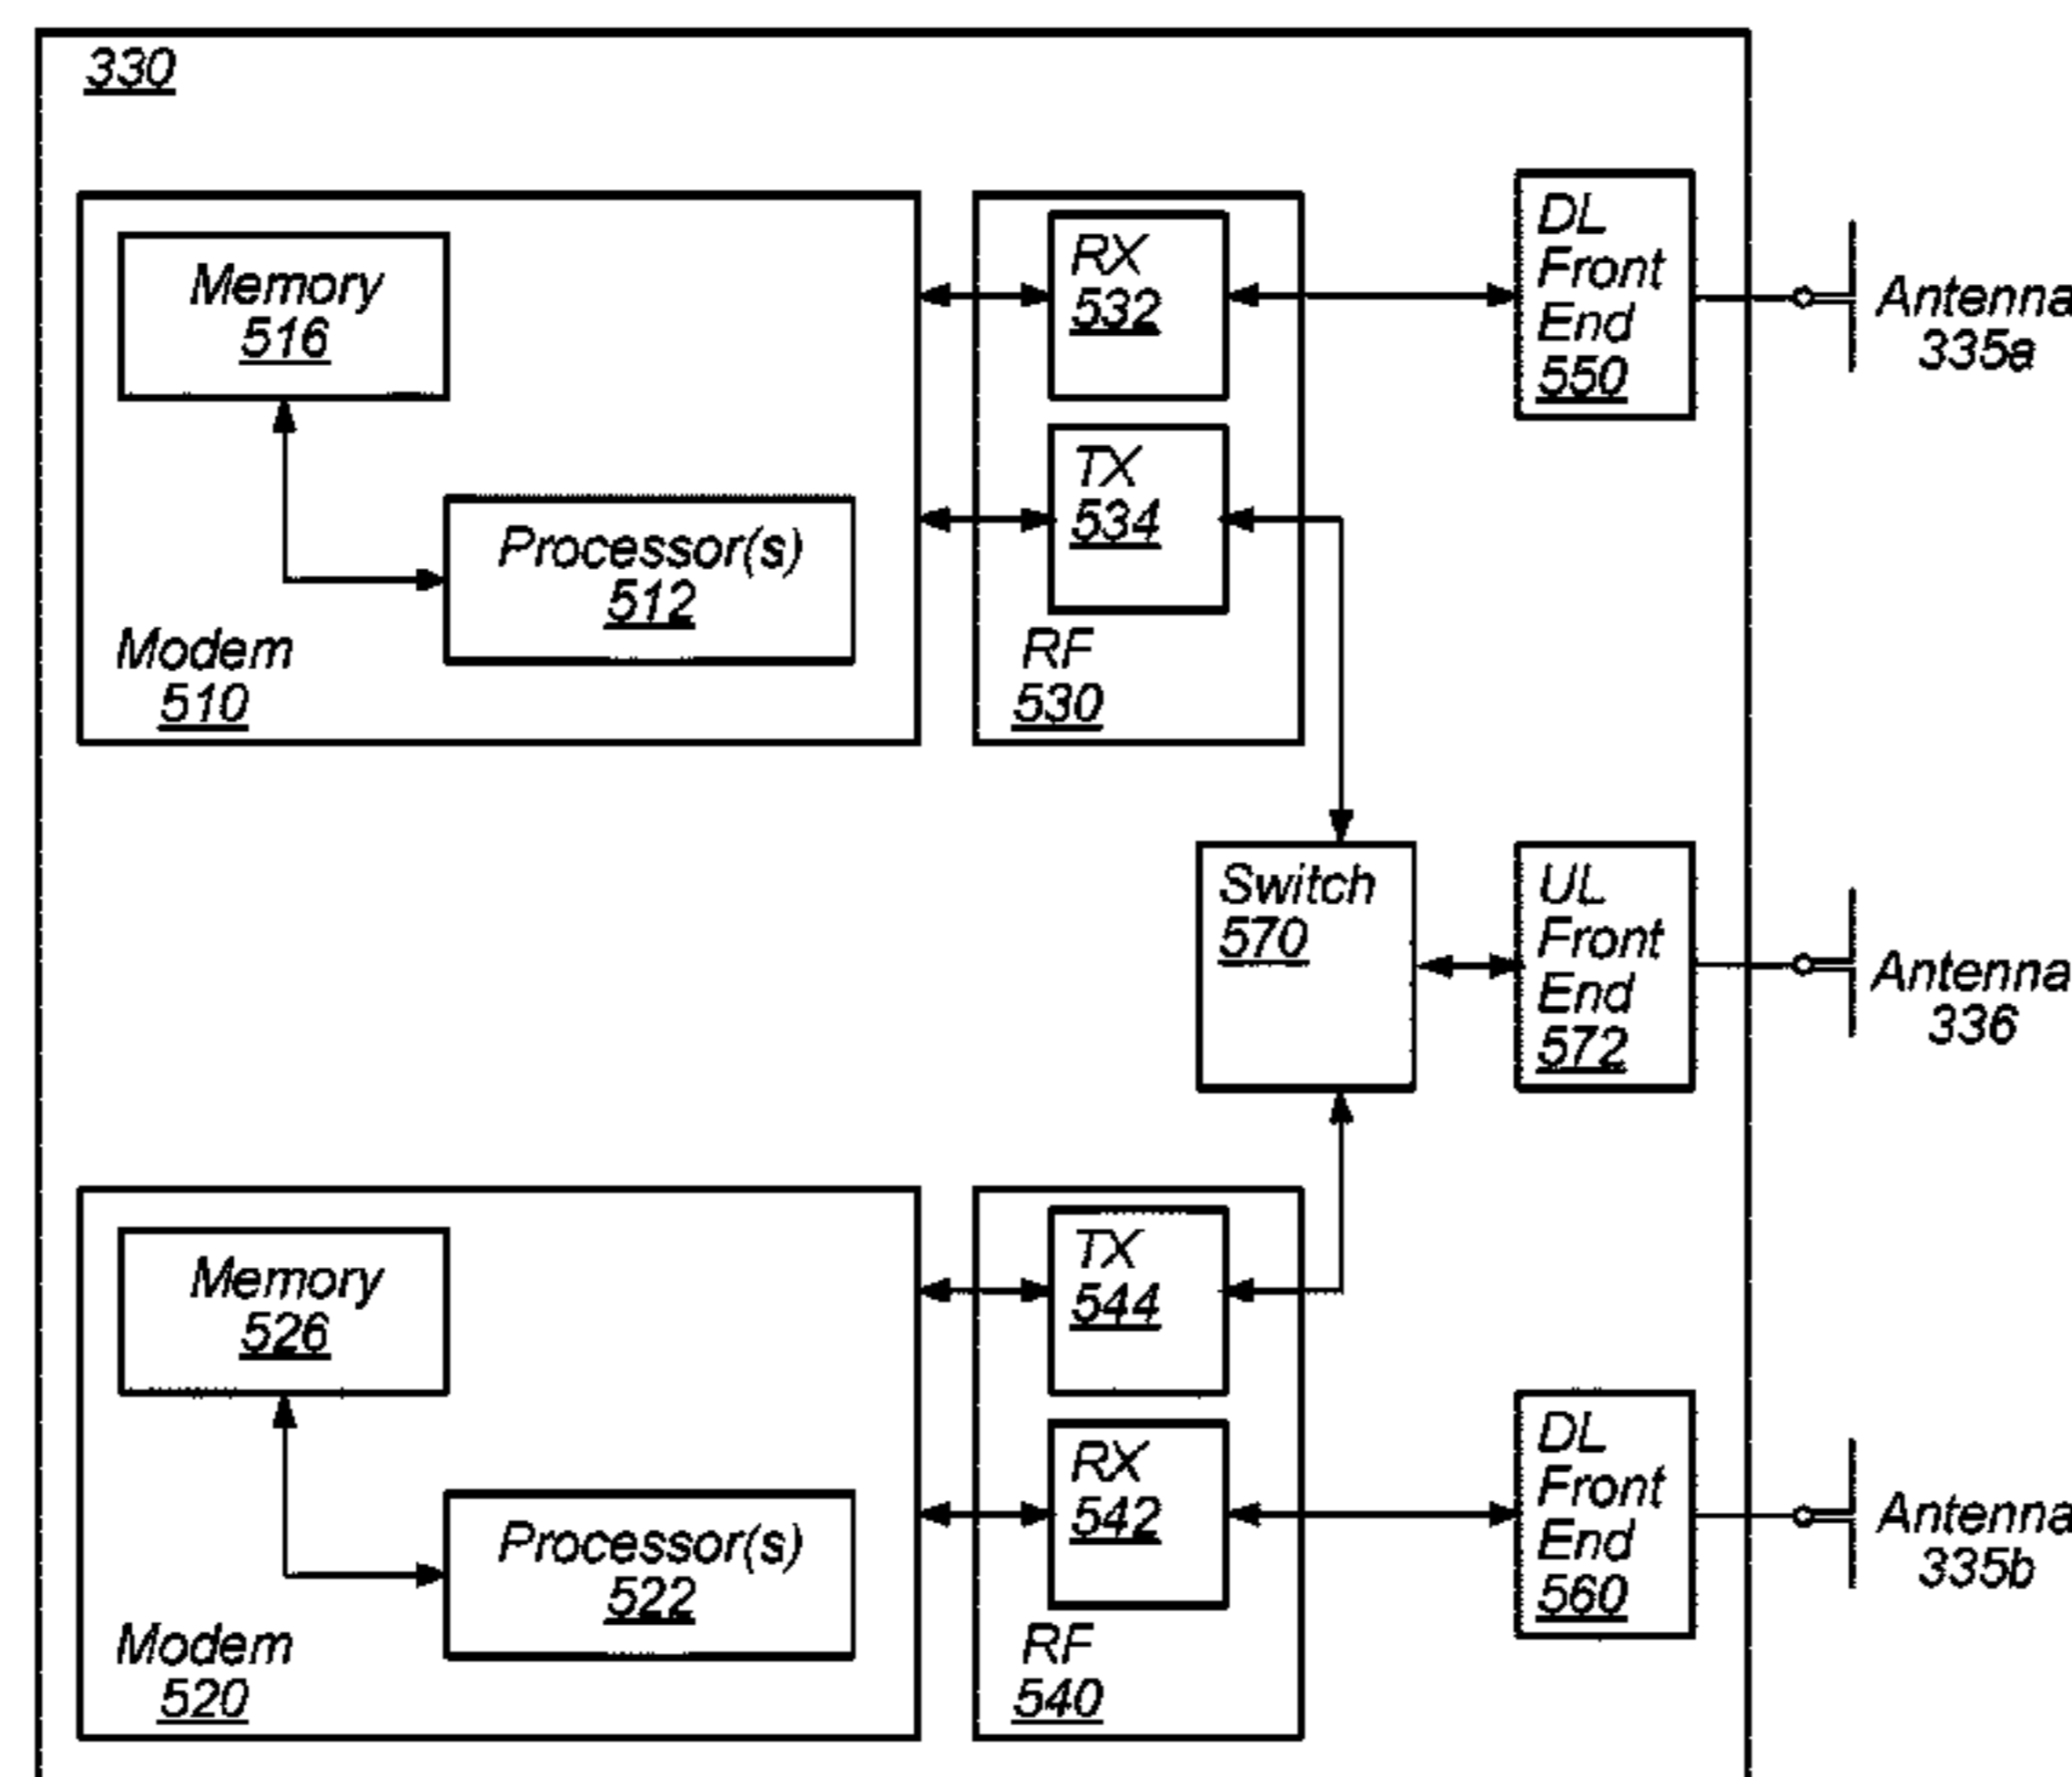 330
Memory
516
Processor(s)
512
Modem
510
RX
532
TX
534
RF
530
DL
Front
End
550
Antenna
335a
Switch
570
UL
Front
End
572
Antenna
336
Memory
526
Processor(s)
522
Modem
520
TX
544
RX
542
RF
540
DL
Front
End
560
Antenna
335b